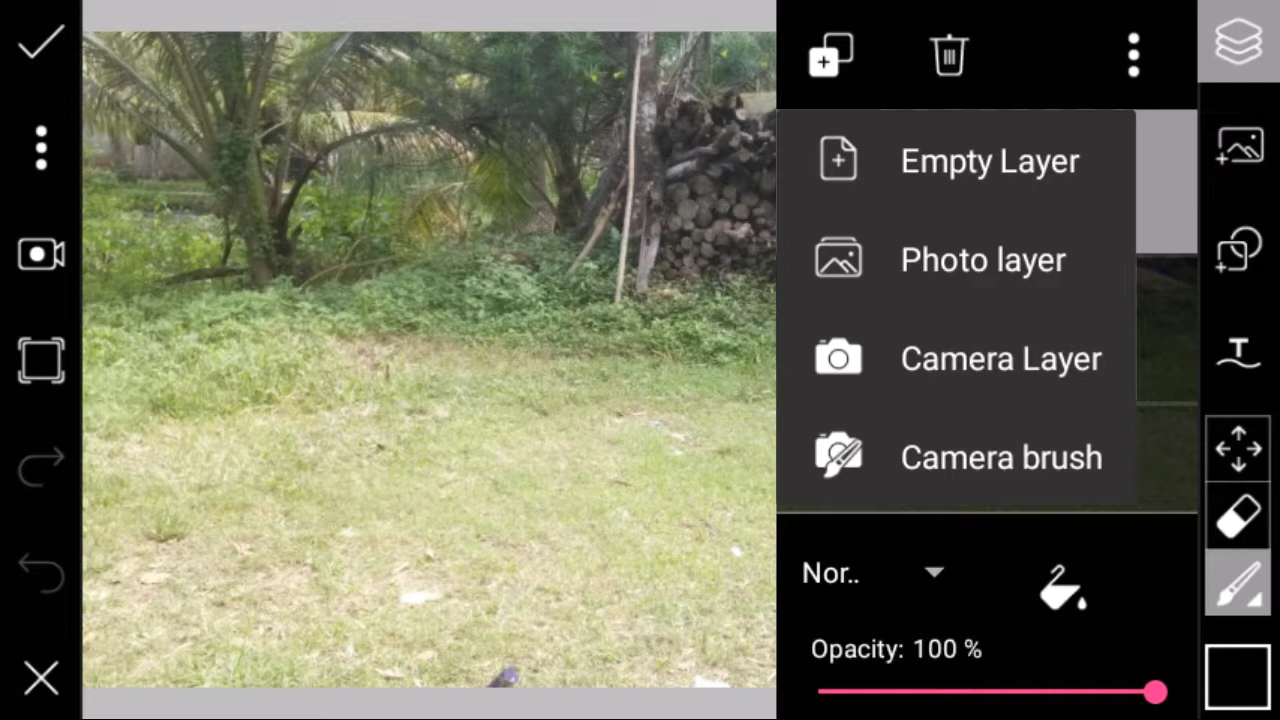 Empty Layer
Photo layer
Camera Layer
Camera brush
Nor..
Opacity: 100 %